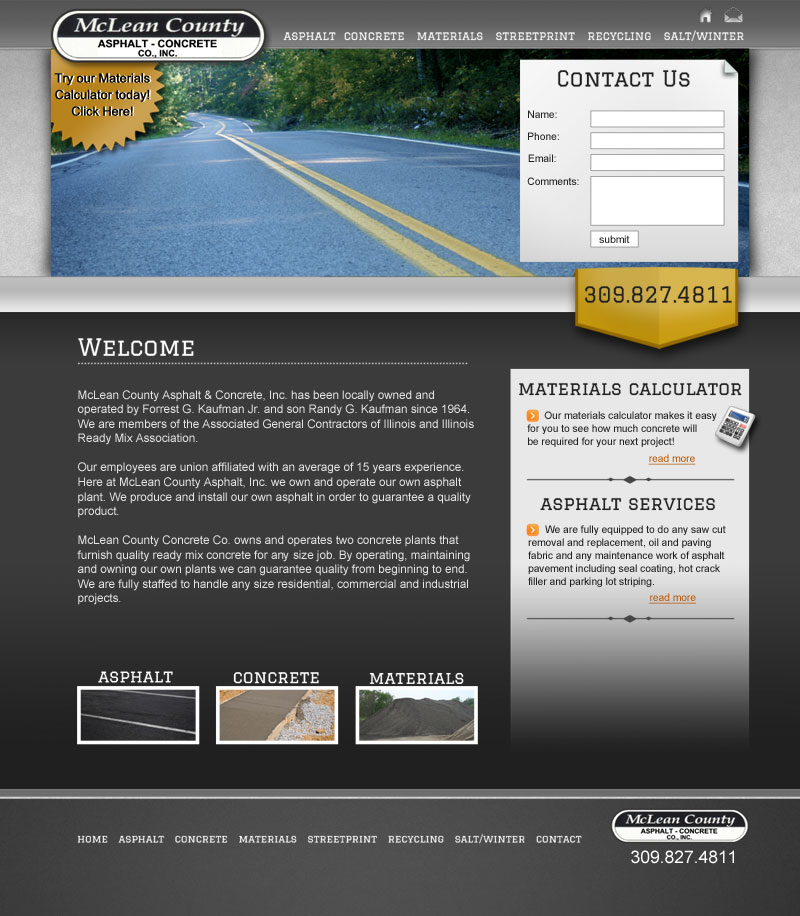 McLean County
ASPHALT - CONCRETE
CO., INC.
ASPHALT CONCRETE MATERIALS STREETPRINT RECYCLING SALT/WINTER
Try our Materials
Calculator today!
Click Here!
Contact Us
Name:
Phone:
Email:
Comments:
submit
309.827.4811
Welcome
McLean County Asphalt & Concrete, Inc. has been locally owned and
operated by Forrest G. Kaufman Jr. and son Randy G. Kaufman since 1964.
We are members of the Associated General Contractors of Illinois and Illinois
Ready Mix Association.
Our employees are union affiliated with an average of 15 years experience.
Here at McLean County Asphalt, Inc. we own and operate our own asphalt
plant. We produce and install our own asphalt in order to guarantee a quality
product.
McLean County Concrete Co. owns and operates two concrete plants that
furnish quality ready mix concrete for any size job. By operating, maintaining
and owning our own plants we can guarantee quality from beginning to end.
We are fully staffed to handle any size residential, commercial and industrial
projects.
MATERIALS CALCULATOR
Our materials calculator makes it easy
for you to see how much concrete will
be required for your next project!
read more
ASPHALT SERVICES
We are fully equipped to do any saw cut
removal and replacement, oil and paving
fabric and any maintenance work of asphalt
pavement including seal coating, hot crack
filler and parking lot striping.
read more
ASPHALT CONCRETE MATERIALS
HOME ASPHALT CONCRETE MATERIALS STREETPRINT RECYCLING SALT/WINTER CONTACT
McLean County
ASPHALT - CONCRETE
CO., INC.
309.827.4811